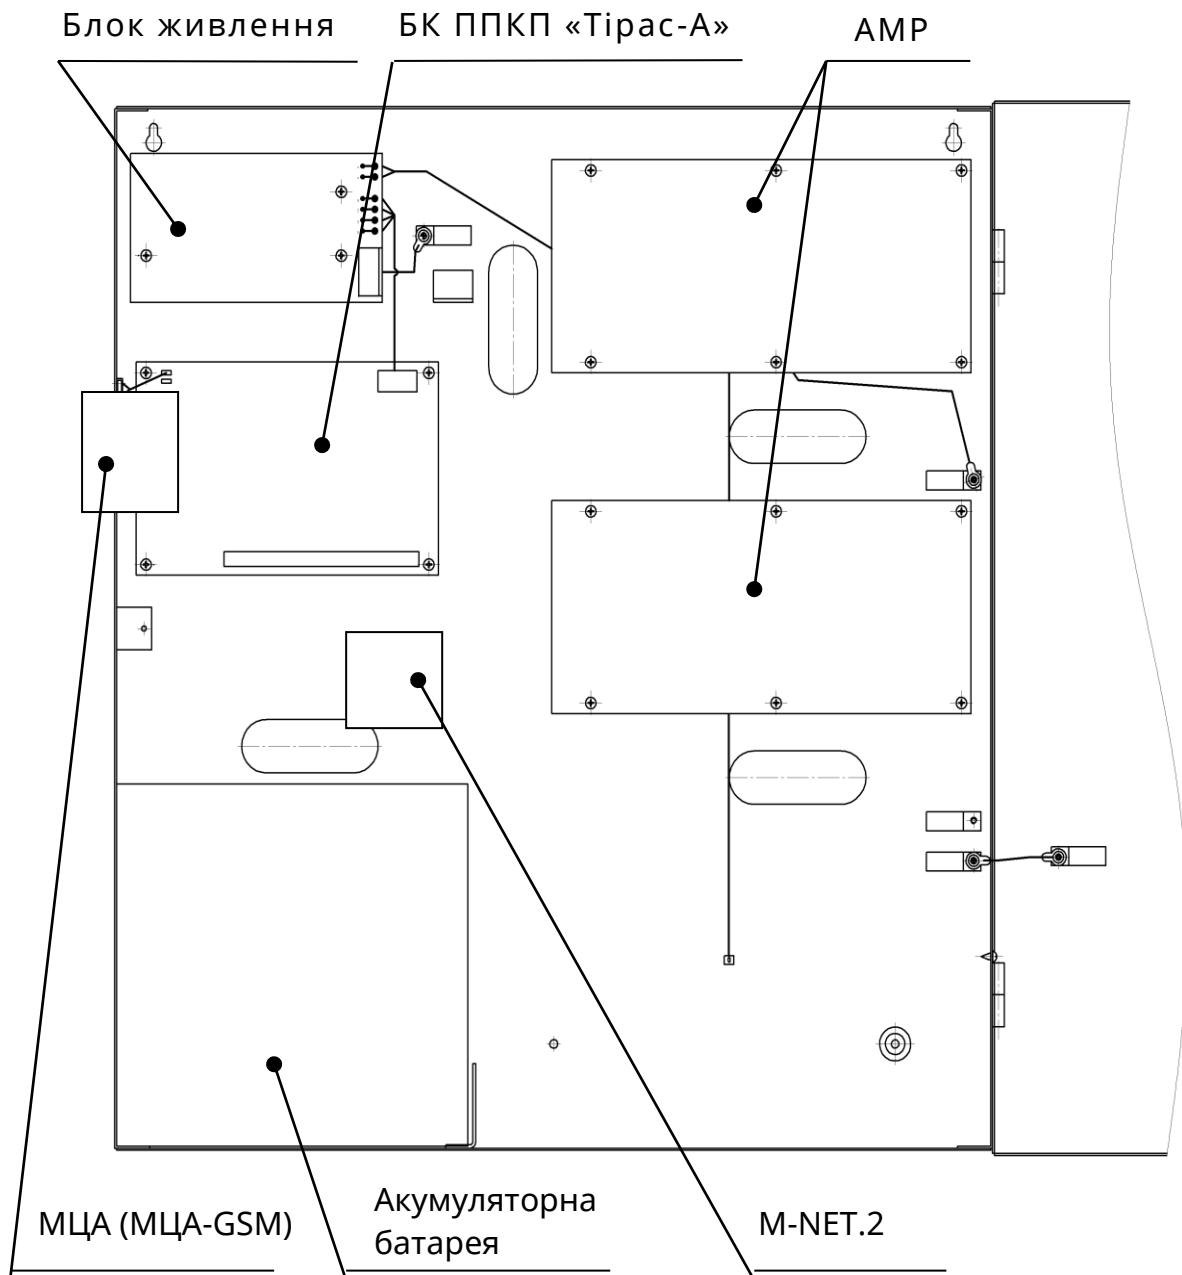 Блок живлення
БК ППКП «Тірас-А»
АМР
МЦА (МЦА-GSM)
Акумуляторна
батарея
M-NET.2